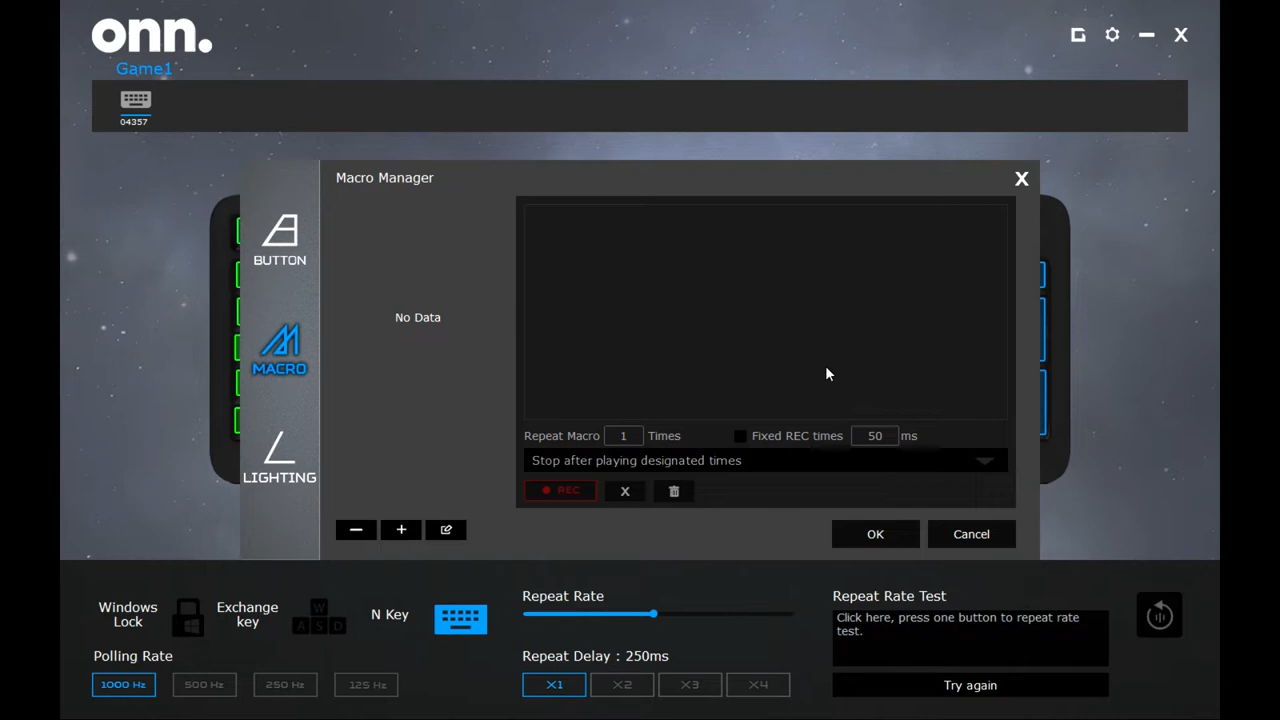 onn.
Game1
X
04357
Macro Manager
X
BUTTON
MACRO
LIGHTING
No Data
Repeat Macro 1 Times
Fixed REC times 50 ms
Stop after playing designated times
REC
X
OK
Cancel
Windows
Lock
Exchange
key
W
A S D
N Key
Polling Rate
1000 Hz
500 Hz
250 Hz
125 Hz
Repeat Rate
Repeat Delay : 250ms
X1
X2
X3
X4
Repeat Rate Test
Click here, press one button to repeat rate
test.
Try again